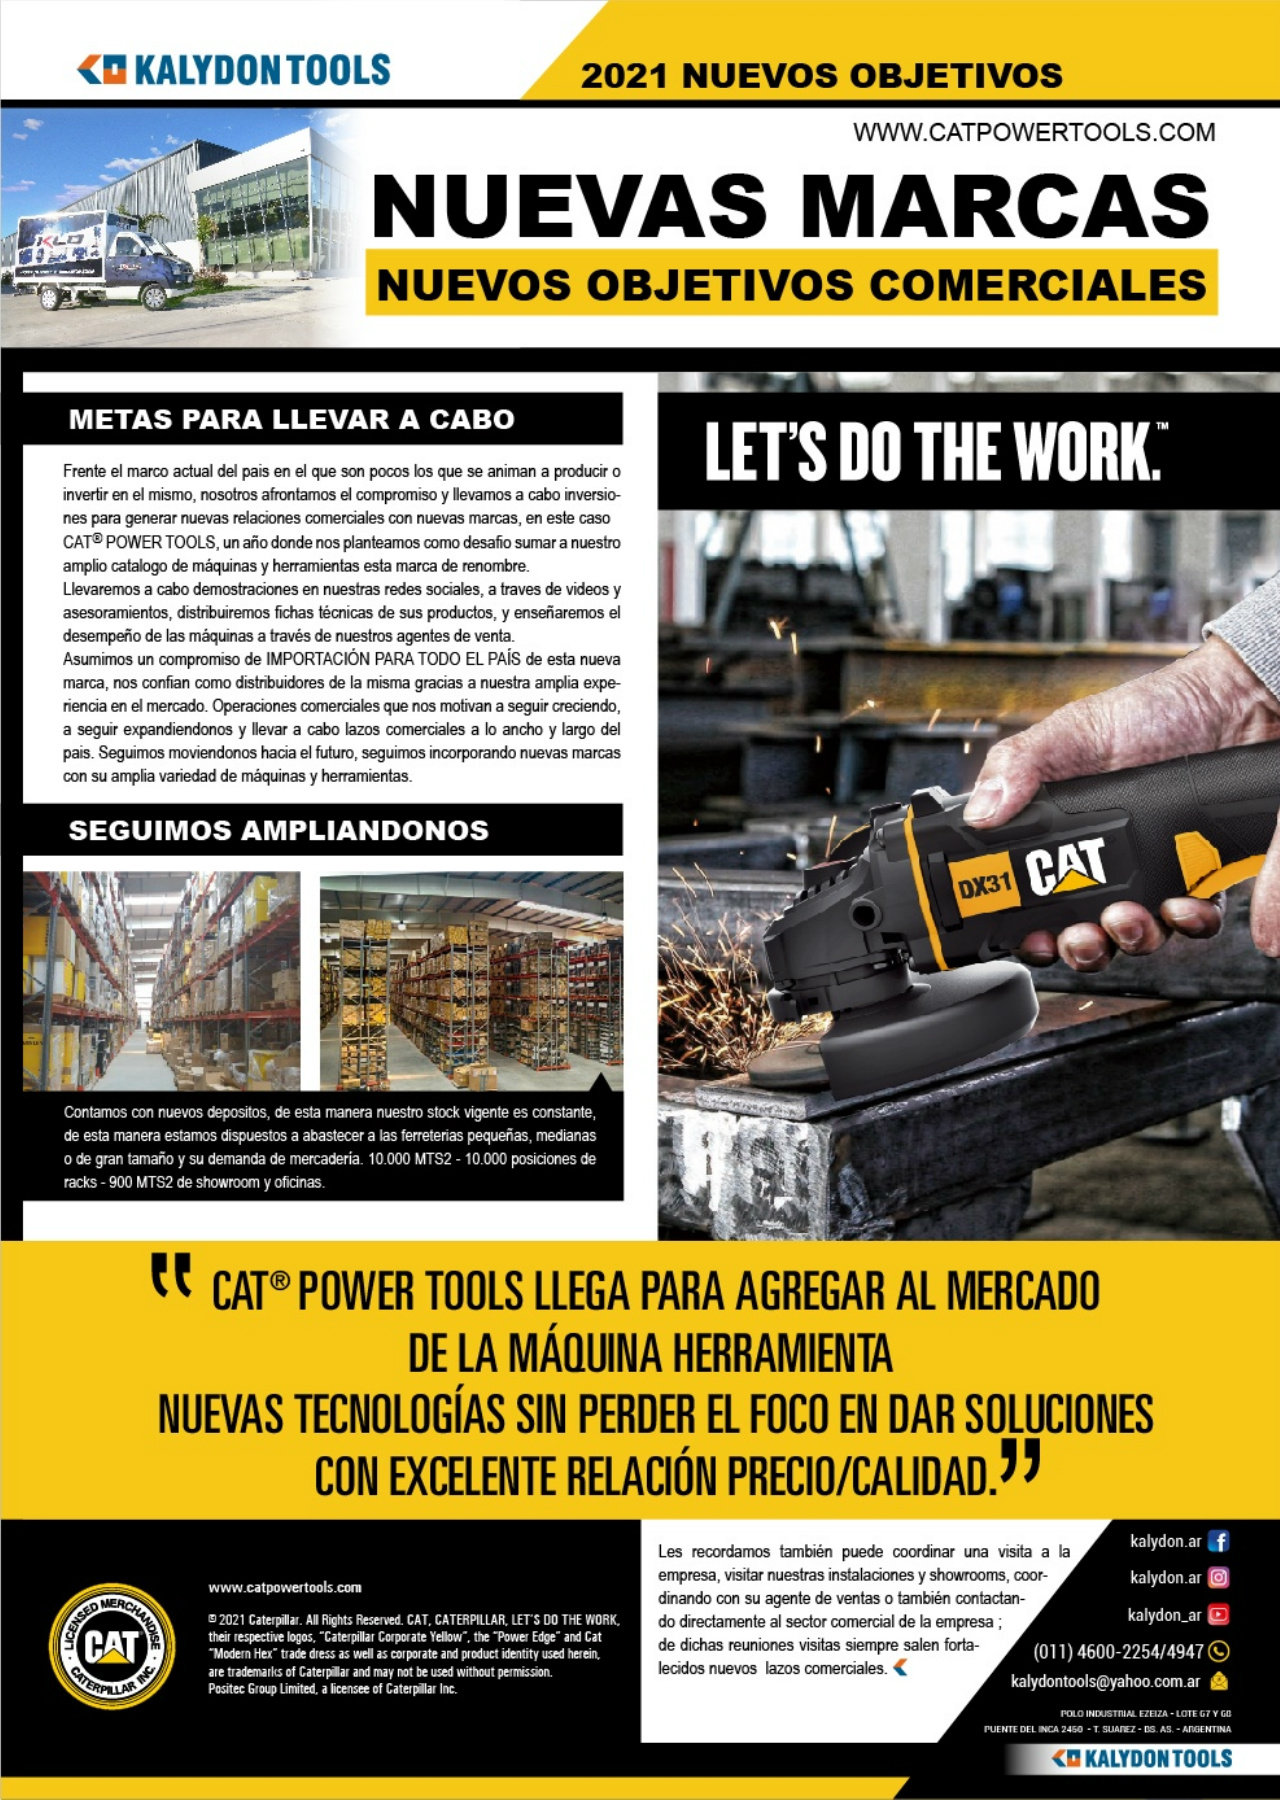 KALYDON TOOLS
2021 NUEVOS OBJETIVOS
WWW.CATPOWERTOOLS.COM
NUEVAS MARCAS
NUEVOS OBJETIVOS COMERCIALES
KLD
METAS PARA LLEVAR A CABO
Frente el marco actual del pais en el que son pocos los que se animan a producir o
invertir en el mismo, nosotros afrontamos el compromiso y llevamos a cabo inversio-
nes para generar nuevas relaciones comerciales con nuevas marcas, en este caso
CAT® POWER TOOLS, un año donde nos planteamos como desafio sumar a nuestro
amplio catalogo de máquinas y herramientas esta marca de renombre.
Llevaremos a cabo demostraciones en nuestras redes sociales, a traves de videos y
asesoramientos, distribuiremos fichas técnicas de sus productos, y enseñaremos el
desempeño de las máquinas a través de nuestros agentes de venta.
Asumimos un compromiso de IMPORTACIÓN PARA TODO EL PAÍS de esta nueva
marca, nos confian como distribuidores de la misma gracias a nuestra amplia expe-
riencia en el mercado. Operaciones comerciales que nos motivan a seguir creciendo,
a seguir expandiendonos y llevar a cabo lazos comerciales a lo ancho y largo del
pais. Seguimos moviendonos hacia el futuro, seguimos incorporando nuevas marcas
con su amplia variedad de máquinas y herramientas.
SEGUIMOS AMPLIANDONOS
Contamos con nuevos depositos, de esta manera nuestro stock vigente es constante,
de esta manera estamos dispuestos a abastecer a las ferreterias pequeñas, medianas
o de gran tamaño y su demanda de mercadería. 10.000 MTS2 - 10.000 posiciones de
racks - 900 MTS2 de showroom y oficinas.
LET'S DO THE WORK.™
DX31 CAT
"CAT® POWER TOOLS LLEGA PARA AGREGAR AL MERCADO
DE LA MÁQUINA HERRAMIENTA
NUEVAS TECNOLOGÍAS SIN PERDER EL FOCO EN DAR SOLUCIONES
CON EXCELENTE RELACIÓN PRECIO/CALIDAD."
LICENSED MERCHANDISE
CAT
CATERPILLAR INC.
www.catpowertools.com
© 2021 Caterpillar. All Rights Reserved. CAT, CATERPILLAR, LET'S DO THE WORK,
their respective logos, "Caterpillar Corporate Yellow", the "Power Edge" and Cat
"Modern Hex" trade dress as well as corporate and product identity used herein,
are trademarks of Caterpillar and may not be used without permission.
Positec Group Limited, a licensee of Caterpillar Inc.
Les recordamos también puede coordinar una visita a la
empresa, visitar nuestras instalaciones y showrooms, coor-
dinando con su agente de ventas o también contactan-
do directamente al sector comercial de la empresa ;
de dichas reuniones visitas siempre salen forta-
lecidos nuevos lazos comerciales.
kalydon.ar
kalydon.ar
kalydon_ar
(011) 4600-2254/4947
kalydontools@yahoo.com.ar
POLO INDUSTRIAL EZEIZA - LOTE G7 Y G8
PUENTE DEL INCA 2450 - T. SUAREZ - BS. AS. - ARGENTINA
KALYDON TOOLS